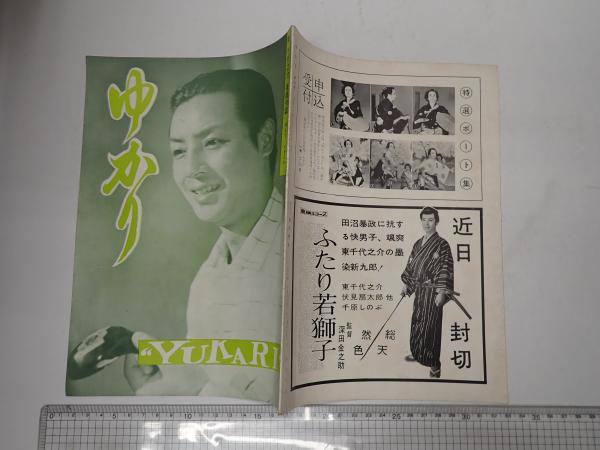 ゆかり
"YUKARI
申込
受付
特選ポート集
近日封切
東映ニュース
田沼暴政に抗す
る快男子、颯爽
東千代之介の墨
染新九郎!
東千代之介
伏見扇太郎 他
千原しのぶ
ふたり若獅子
監督 深田金之助
総天然色